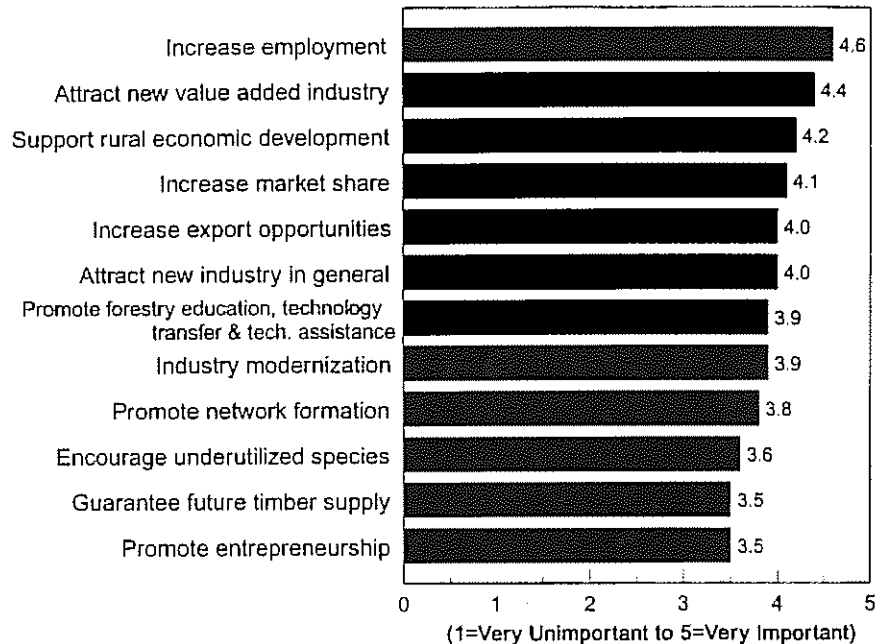 Increase employment 4.6
Attract new value added industry 4.4
Support rural economic development 4.2
Increase market share 4.1
Increase export opportunities 4.0
Attract new industry in general 4.0
Promote forestry education, technology
transfer & tech. assistance 3.9
Industry modernization 3.9
Promote network formation 3.8
Encourage underutilized species 3.6
Guarantee future timber supply 3.5
Promote entrepreneurship 3.5
0 1 2 3 4 5
(1=Very Unimportant to 5=Very Important)